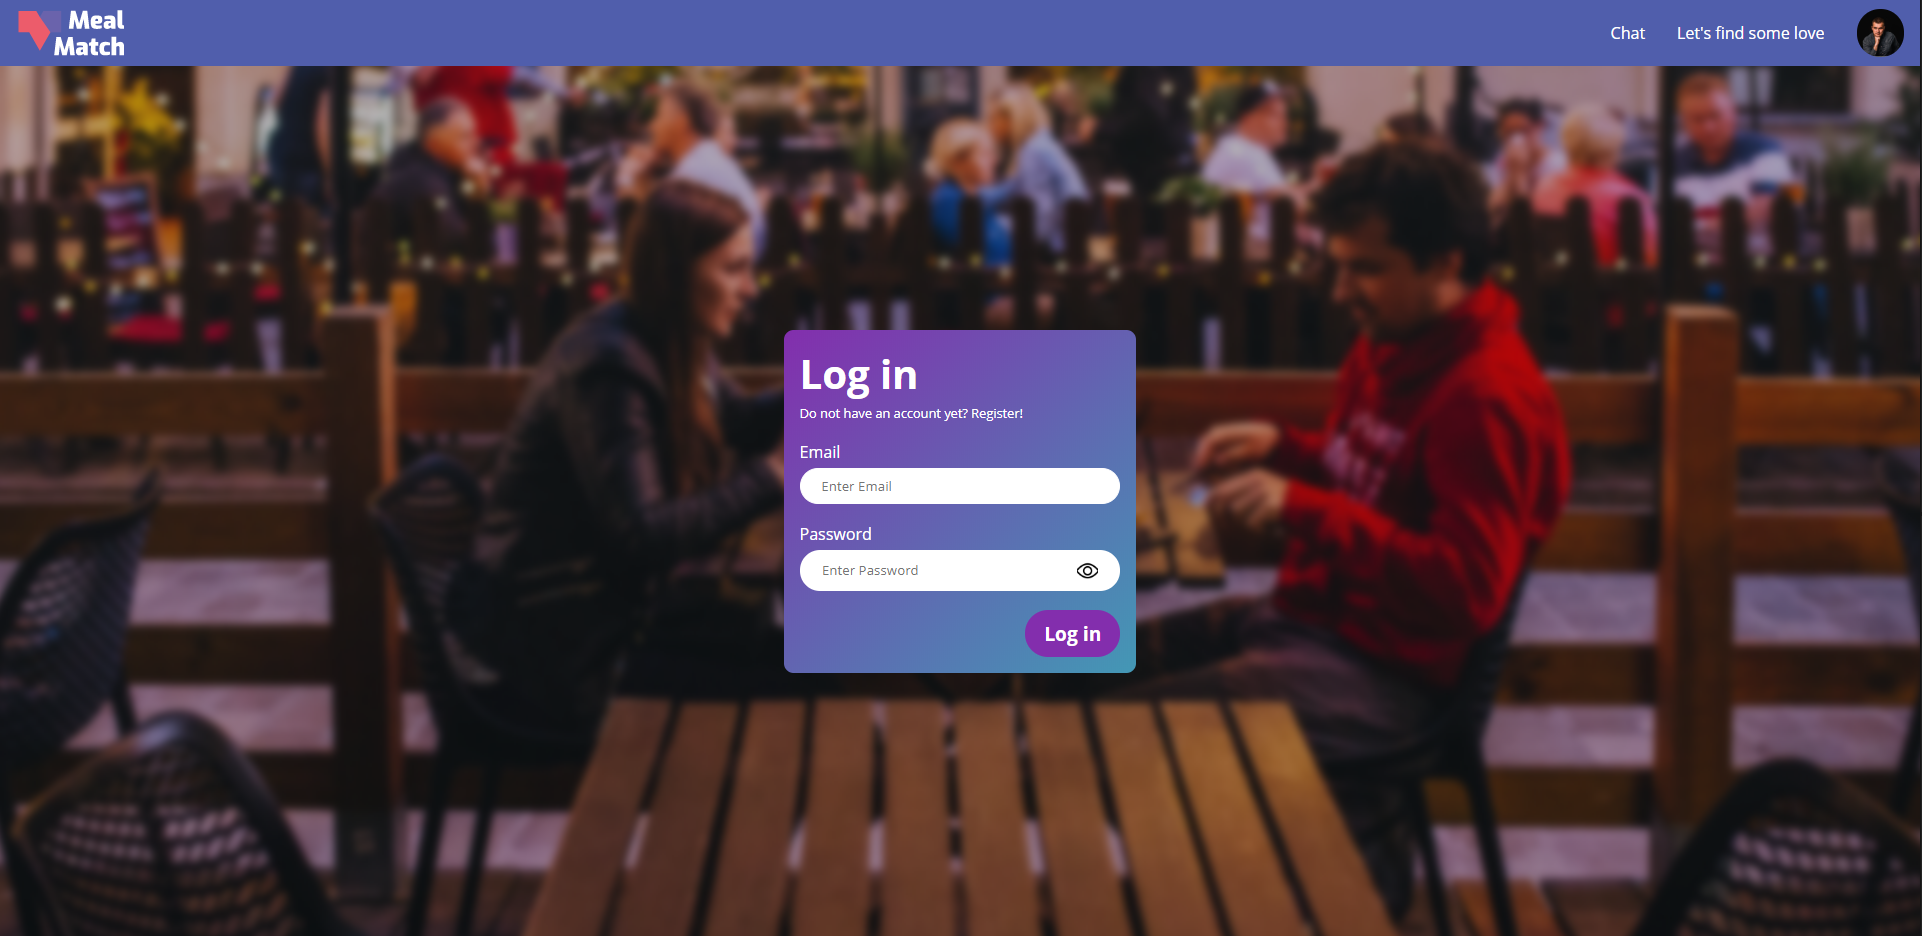 Meal
Match
Chat
Let's find some love
Log in
Do not have an account yet? Register!
Email
Enter Email
Password
Enter Password
Log in